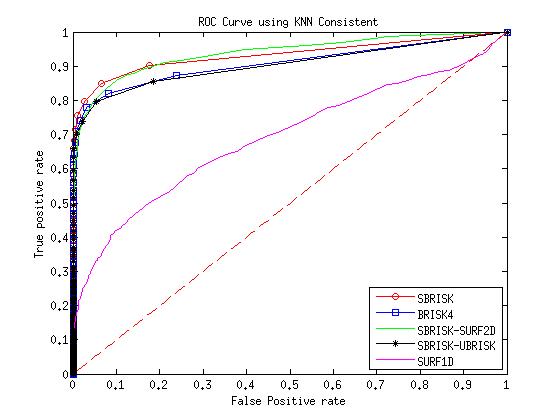 ROC Curve using KNN Consistent
1
0.9
0.8
0.7
0.6
0.5
0.4
0.3
0.2
0.1
0
True positive rate
SBRISK
BRISK4
SBRISK-SURF2D
SBRISK-UBRISK
SURF1D
0 0.1 0.2 0.3 0.4 0.5 0.6 0.7 0.8 0.9 1
False Positive rate